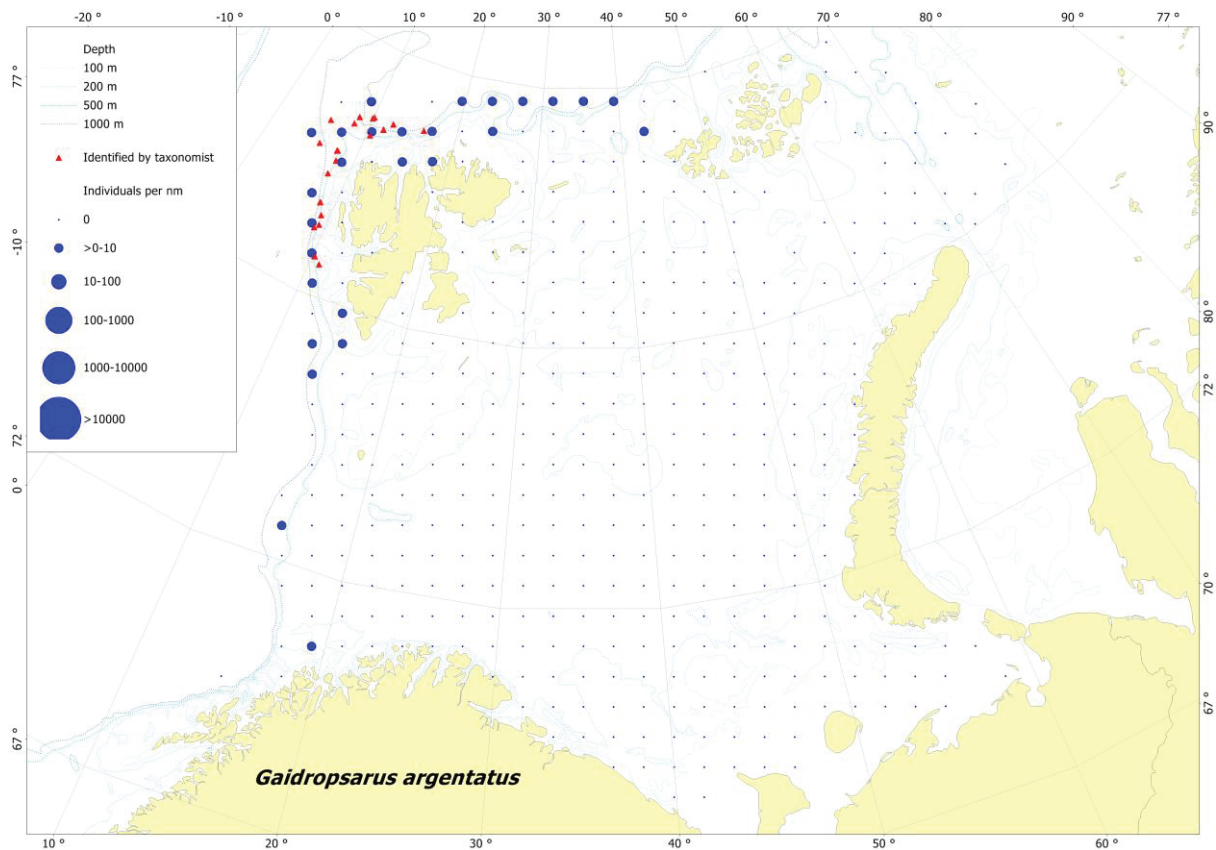 -20 ° -10 ° 0 ° 10 ° 20 ° 30 ° 40 ° 50 ° 60 ° 70 ° 80 ° 90 ° 77 °
Depth
100 m
200 m
500 m
1000 m
Identified by taxonomist
Individuals per nm
0
>0-10
10-100
100-1000
1000-10000
>10000
77 °
-10 °
72
0 °
67 °
90 °
80 °
72 °
70 °
67 °
Gaidropsarus argentatus
10 ° 20 ° 30 ° 40 ° 50 ° 60 °